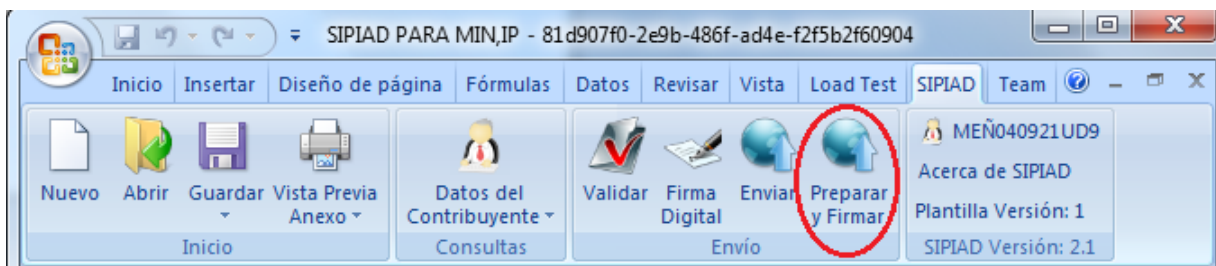 SIPIAD PARA MIN,IP - 81d907f0-2e9b-486f-ad4e-f2f5b2f60904
Inicio Insertar Diseño de página Fórmulas Datos Revisar Vista Load Test SIPIAD Team
Nuevo
Abrir
Guardar
Vista Previa
Anexo
Inicio
Datos del
Contribuyente
Consultas
Validar
Firma
Digital
Enviar
Preparar
y Firmar
Envío
MEÑ040921UD9
Acerca de SIPIAD
Plantilla Versión: 1
SIPIAD Versión: 2.1